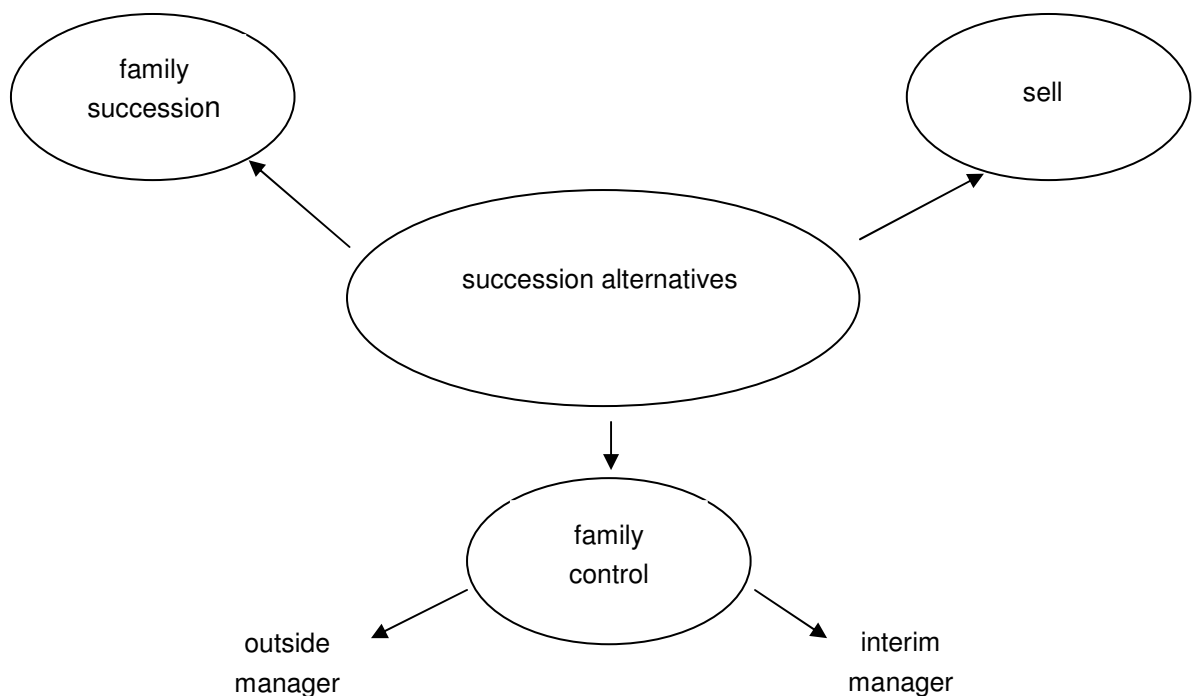 family
succession
sell
succession alternatives
family
control
outside
manager
interim
manager